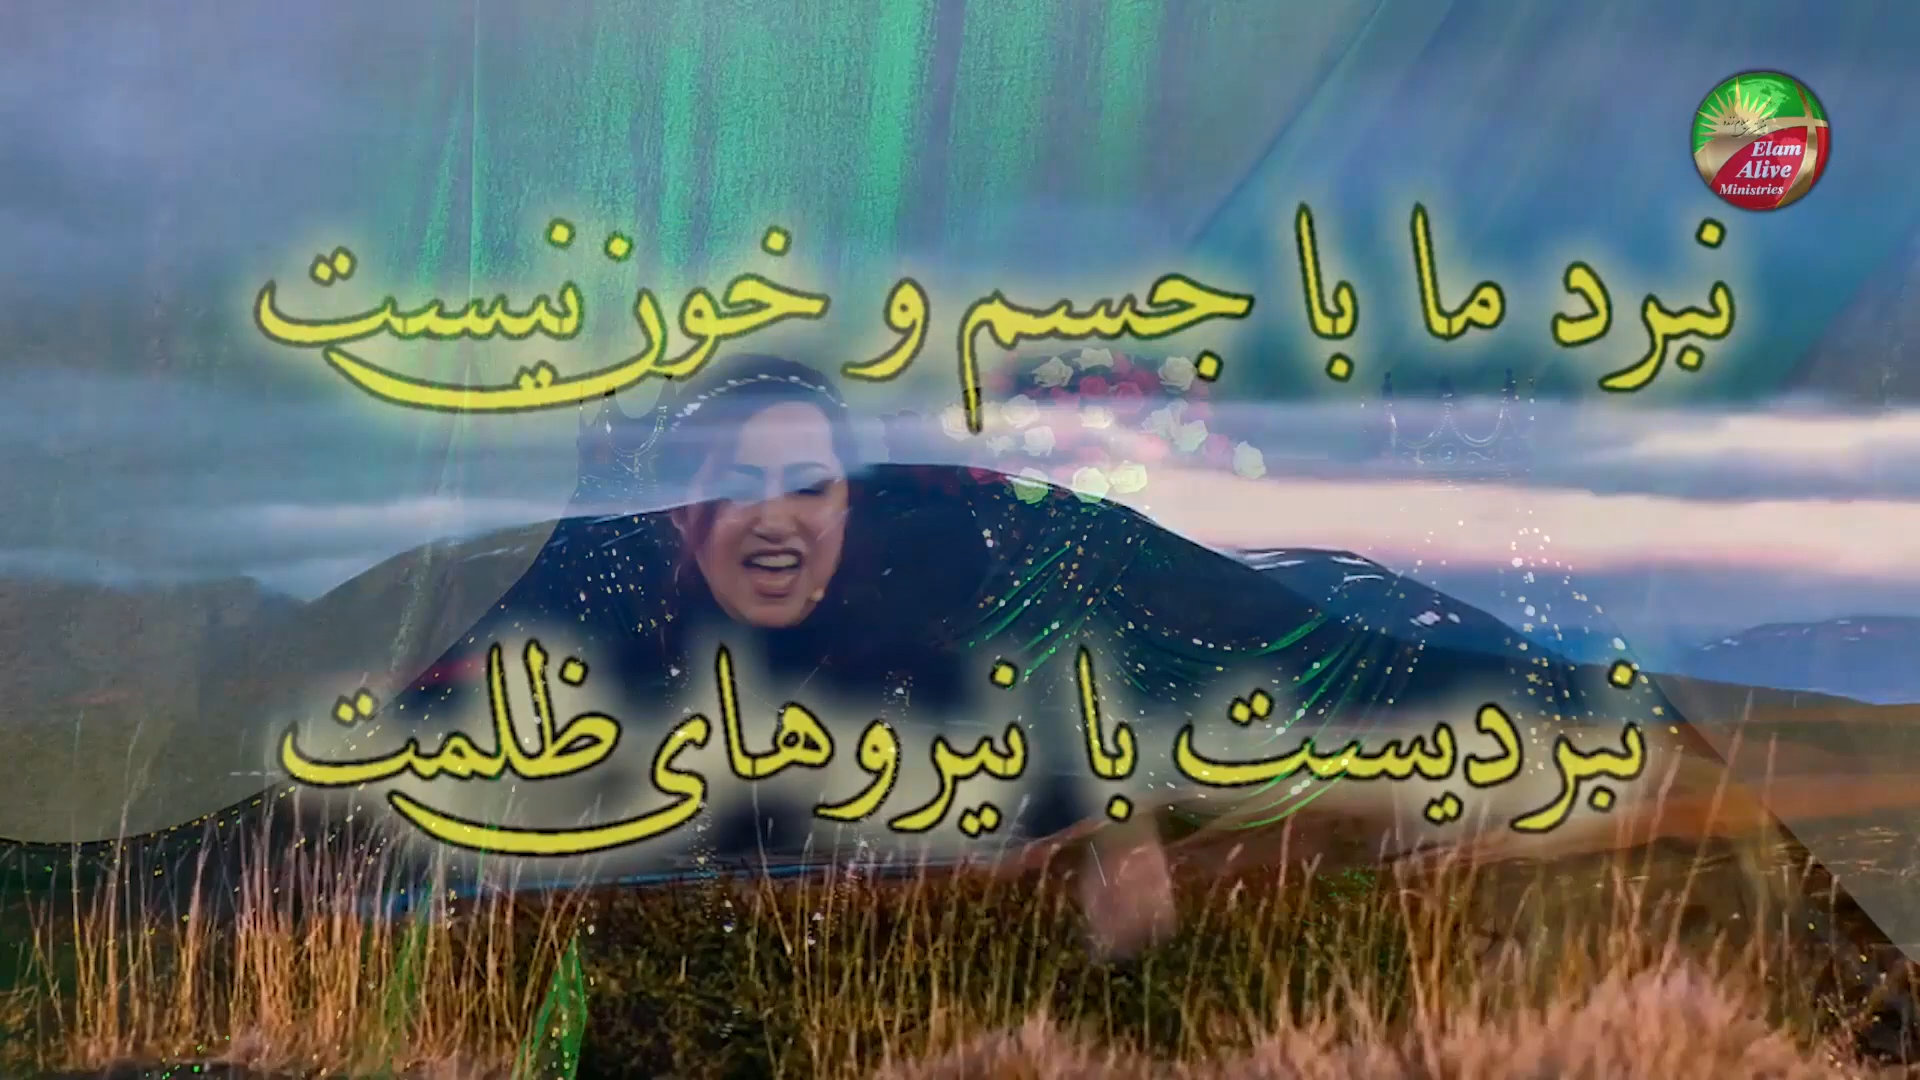 نبرد ما با جسم و خون نیست
نبردیست با نیروهای ظلمت
Elam
Alive
Ministries